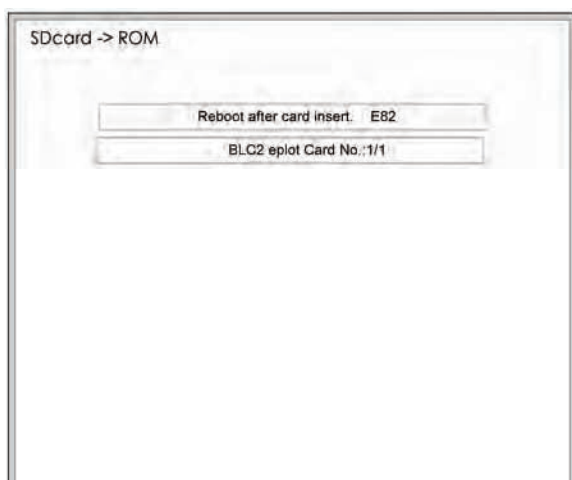 SDcard -> ROM
Reboot after card insert. E82
BLC2 eplot Card No.:1/1